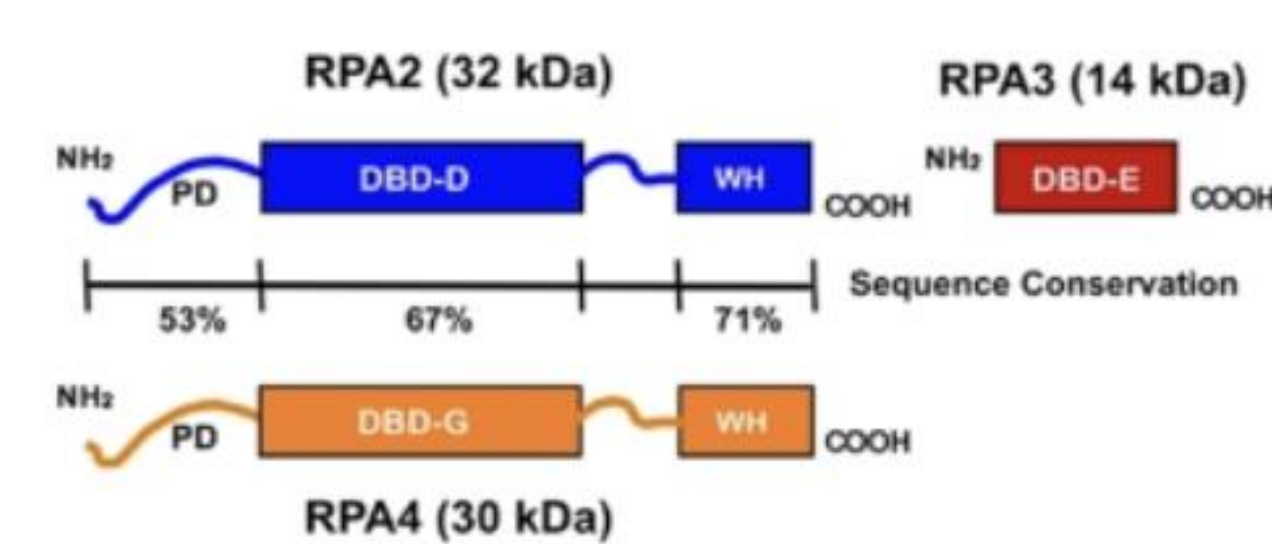 RPA2 (32 kDa)
RPA3 (14 kDa)
NH₂
PD
DBD-D
WH
COOH
NH₂
DBD-E
COOH
Sequence Conservation
53%
67%
71%
NH₂
PD
DBD-G
WH
COOH
RPA4 (30 kDa)